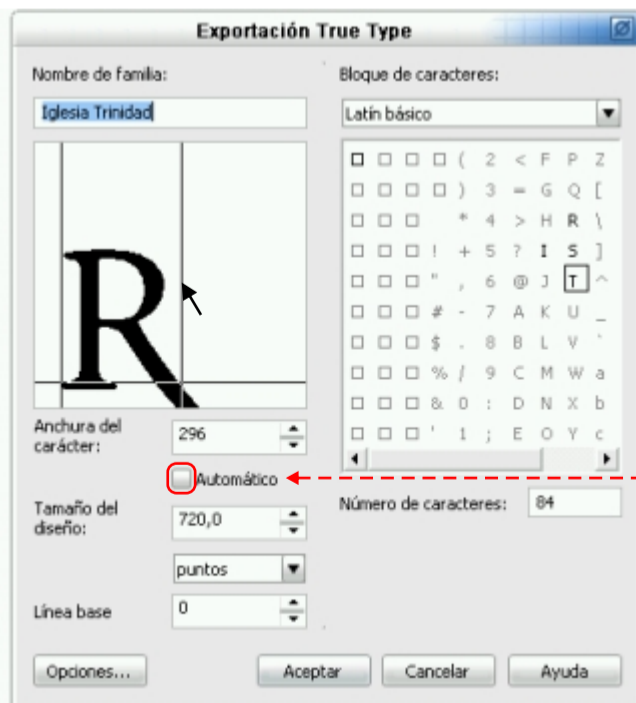 Exportación True Type
Nombre de familia:
Iglesia Trinidad
R
Anchura del
carácter:
296
Automático
Tamaño del
diseño:
720,0
puntos
Línea base
0
Bloque de caracteres:
Latín básico
( 2 < F P Z
) 3 = G Q [
* 4 > H R \
! + 5 ? I S ]
" , 6 @ J T ^
# - 7 A K U _
$ . 8 B L V `
% / 9 C M W a
& 0 : D N X b
' 1 ; E O Y c
Número de caracteres:
84
Opciones...
Aceptar
Cancelar
Ayuda